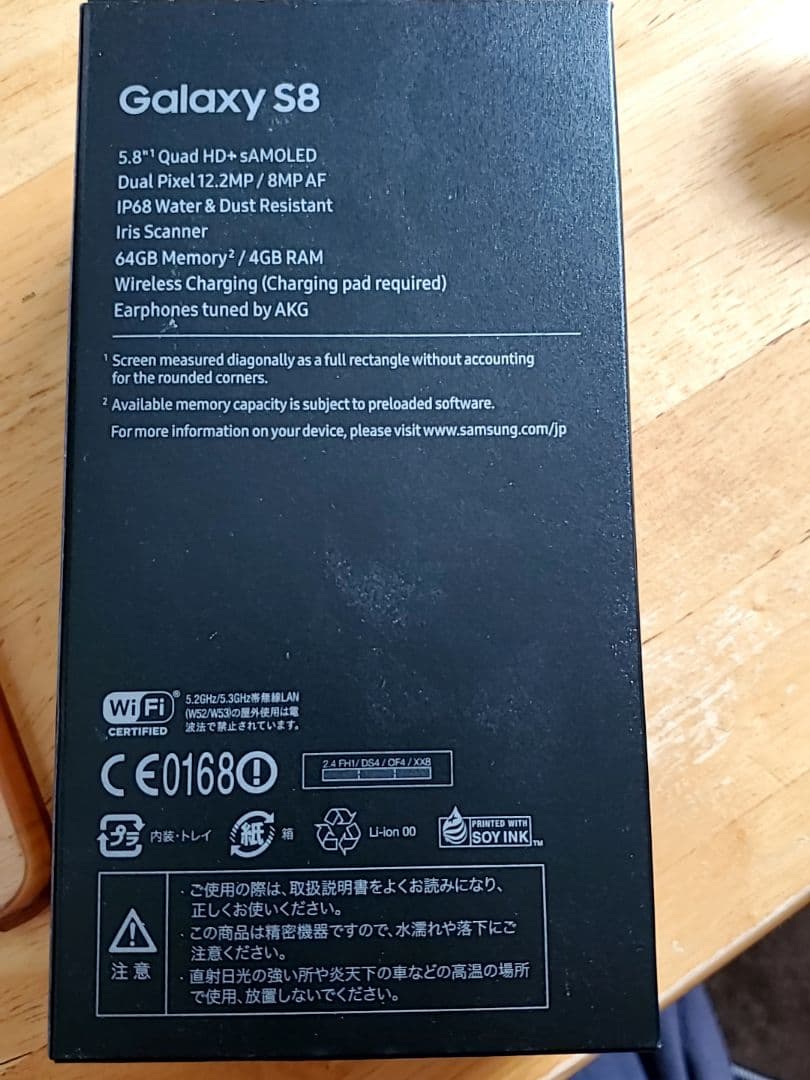 Galaxy S8
5.8"¹ Quad HD+ sAMOLED
Dual Pixel 12.2MP / 8MP AF
IP68 Water & Dust Resistant
Iris Scanner
64GB Memory² / 4GB RAM
Wireless Charging (Charging pad required)
Earphones tuned by AKG
¹ Screen measured diagonally as a full rectangle without accounting
for the rounded corners.
² Available memory capacity is subject to preloaded software.
For more information on your device, please visit www.samsung.com/jp
Wi Fi ®
CERTIFIED
5.2GHz/5.3GHz帯無線LAN
(W52/W53)の屋外使用は電
波法で禁止されています。
CE0168
2.4 FH1/ DS4 / OF4 / XX8
プラ 内装・トレイ
紙 箱
Li-ion 00
PRINTED WITH
SOY INK TM
注意
・ご使用の際は、取扱説明書をよくお読みになり、
正しくお使いください。
・この商品は精密機器ですので、水濡れや落下にご
注意ください。
・直射日光の強い所や炎天下の車などの高温の場所
で使用、放置しないでください。